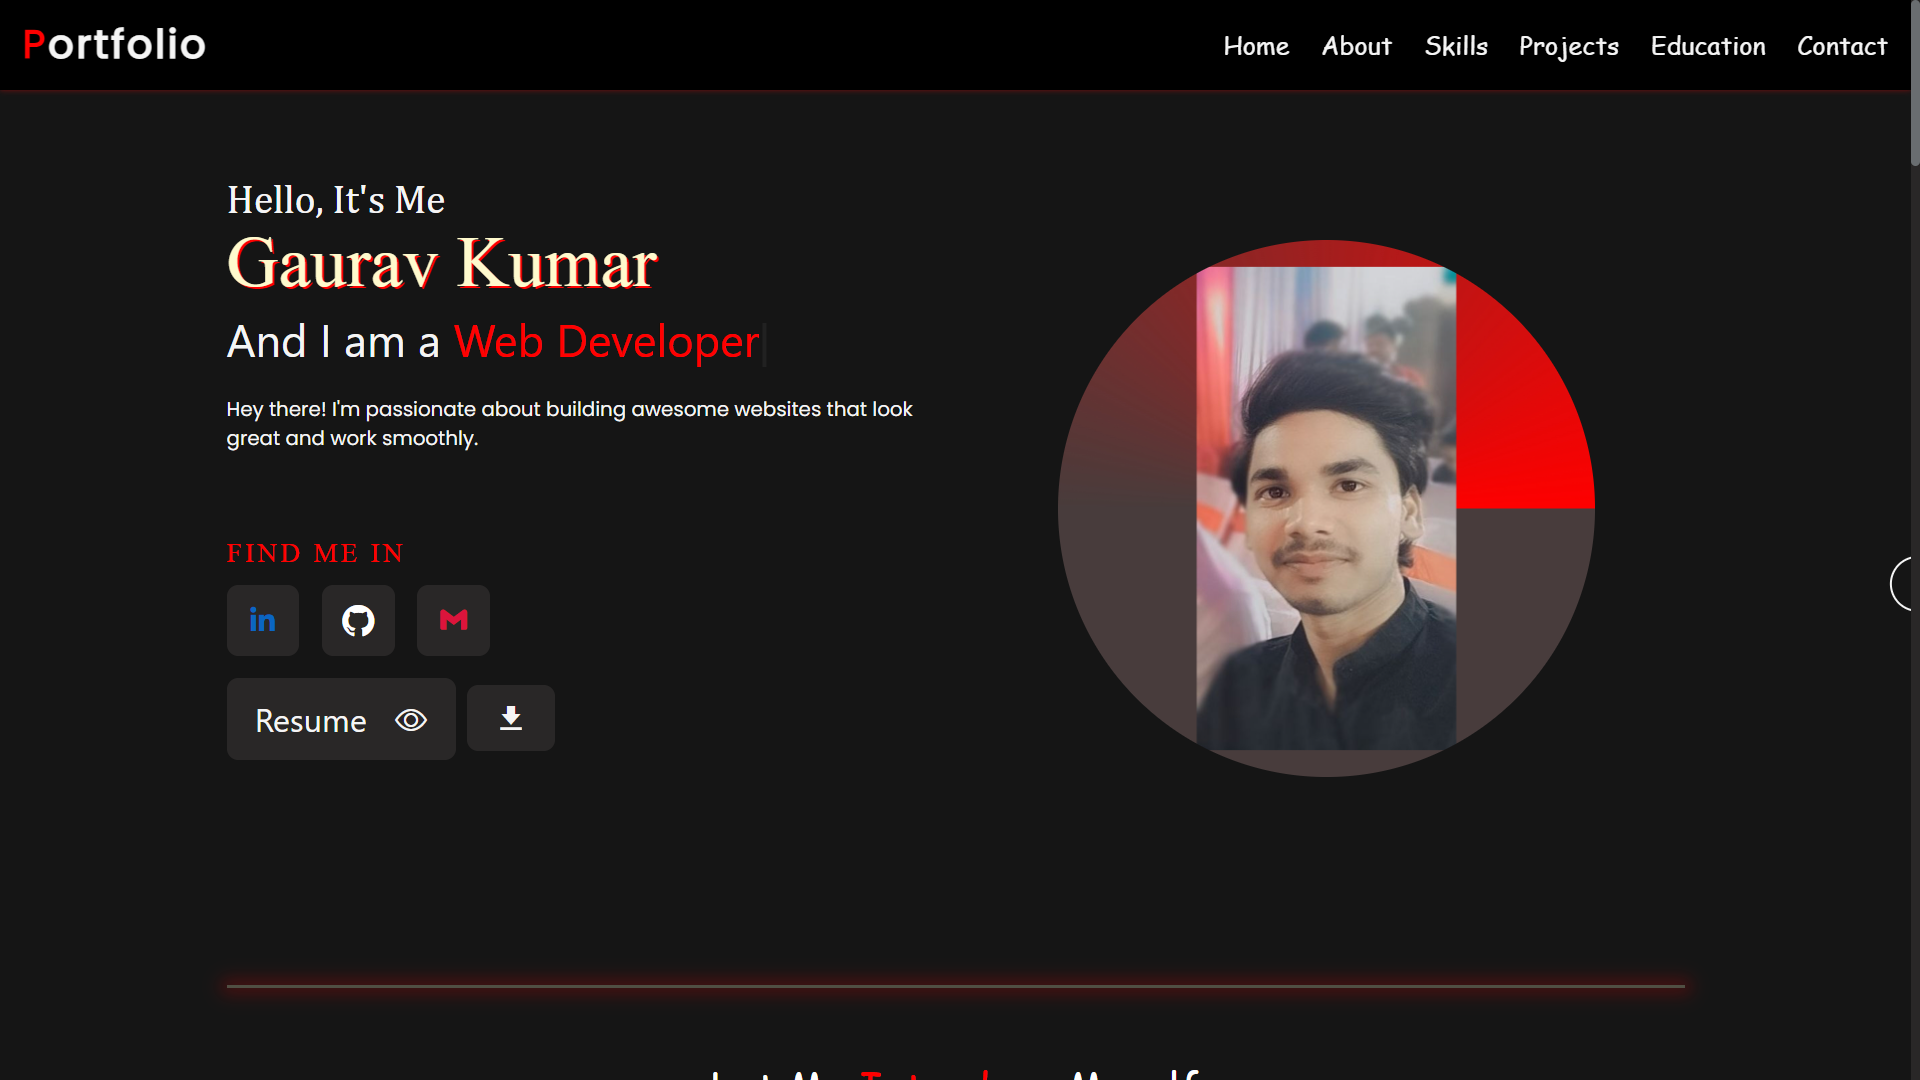 Portfolio
Home About Skills Projects Education Contact
Hello, It's Me
Gaurav Kumar
And I am a Web Developer
Hey there! I'm passionate about building awesome websites that look
great and work smoothly.
FIND ME IN
in
Resume